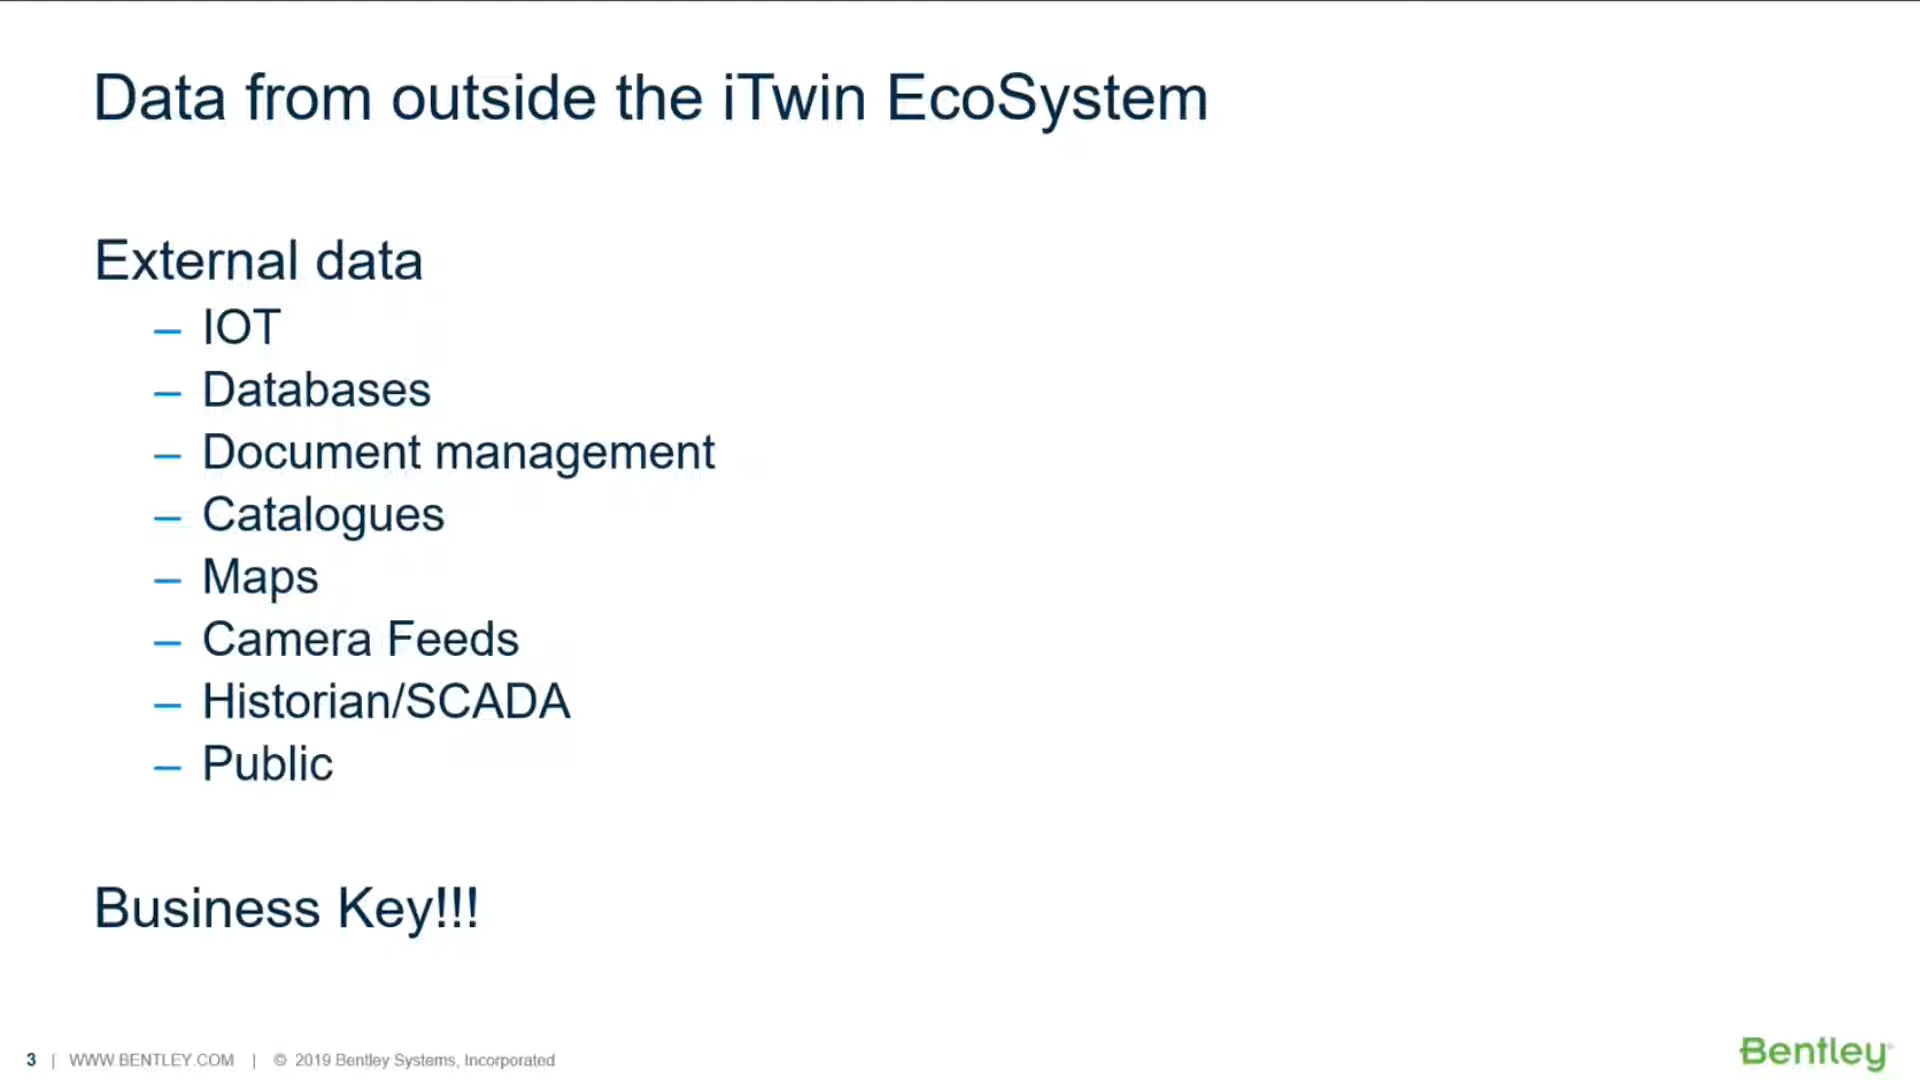 Data from outside the iTwin EcoSystem
External data
– IOT
– Databases
– Document management
– Catalogues
– Maps
– Camera Feeds
– Historian/SCADA
– Public
Business Key!!!
3 | WWW.BENTLEY.COM | © 2019 Bentley Systems, Incorporated
Bentley